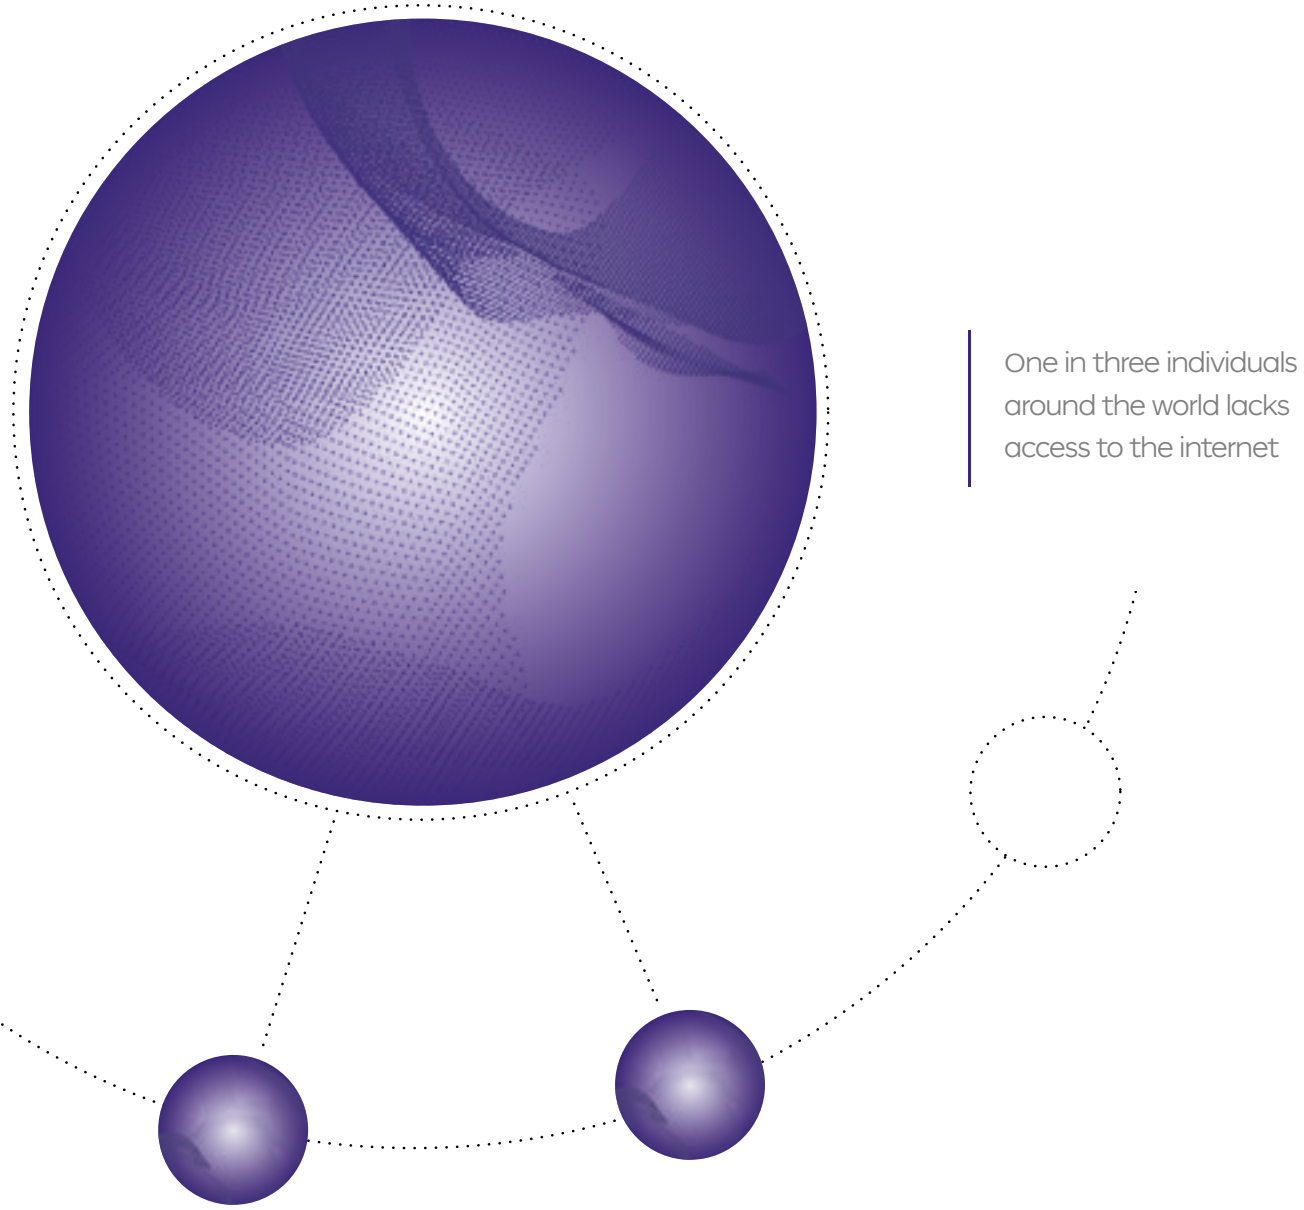 One in three individuals
around the world lacks
access to the internet